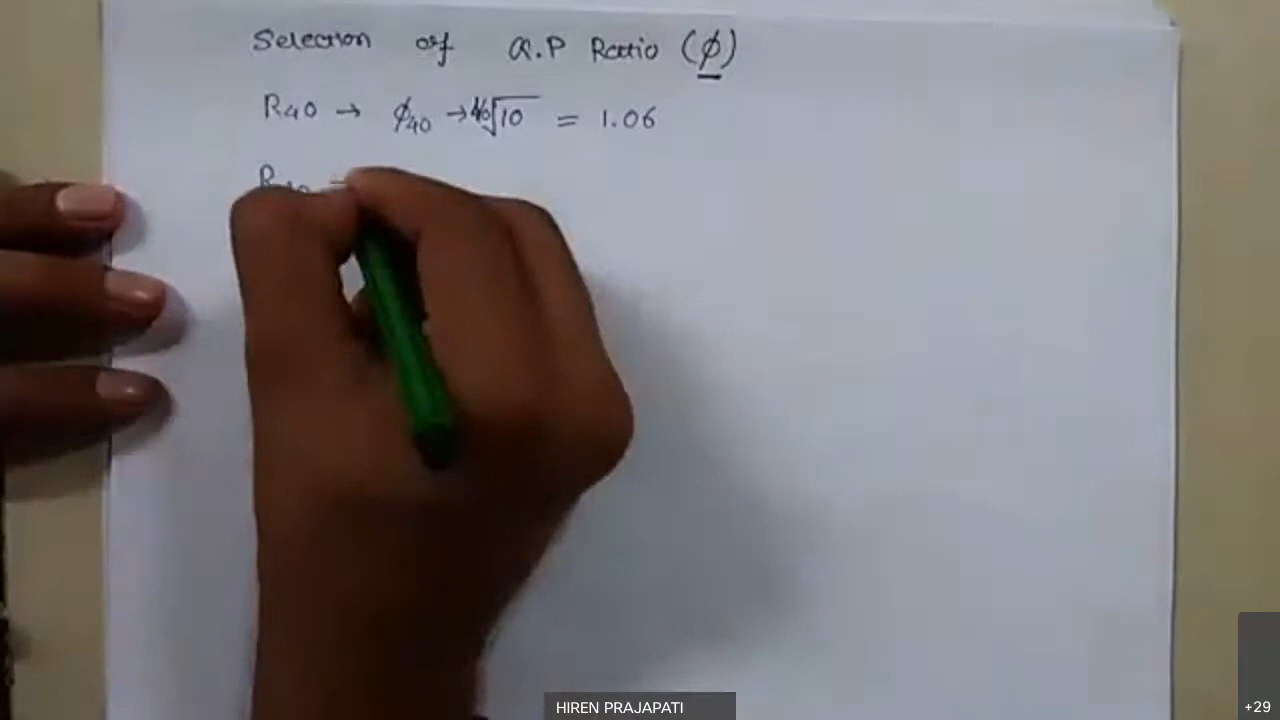 Selection of G.P Ratio (ϕ)
R40 → ϕ40 → ⁴⁰√10 = 1.06
HIREN PRAJAPATI
+29